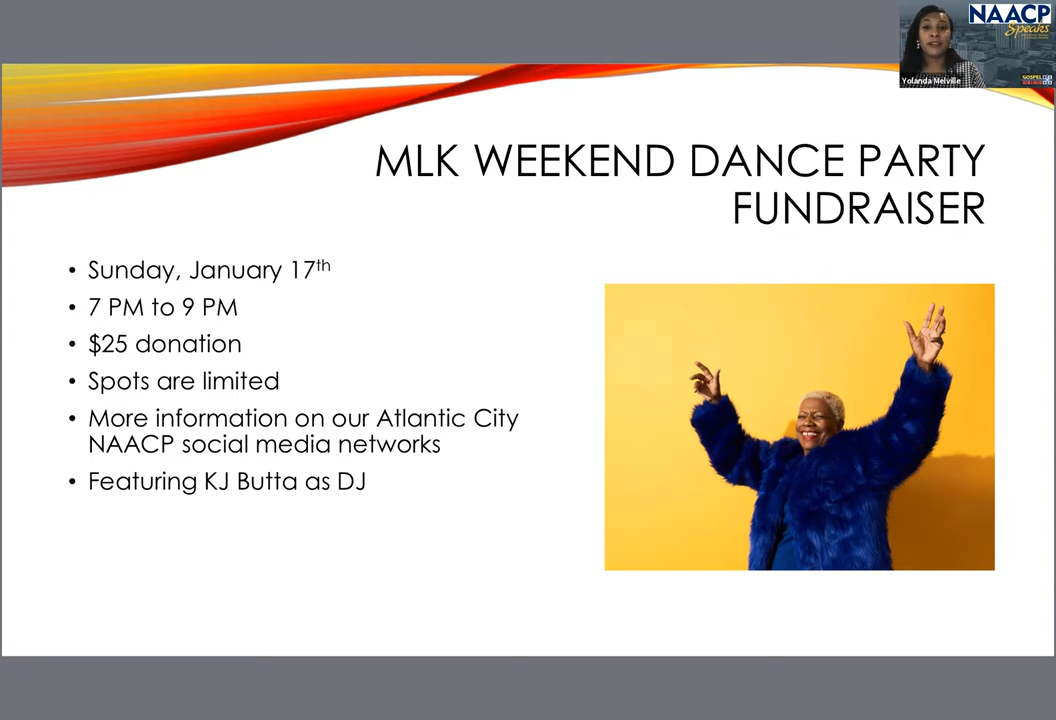 NAACP
Speaks
Yolanda Melville
GOSPEL
MLK WEEKEND DANCE PARTY
FUNDRAISER
• Sunday, January 17th
• 7 PM to 9 PM
• $25 donation
• Spots are limited
• More information on our Atlantic City
NAACP social media networks
• Featuring KJ Butta as DJ